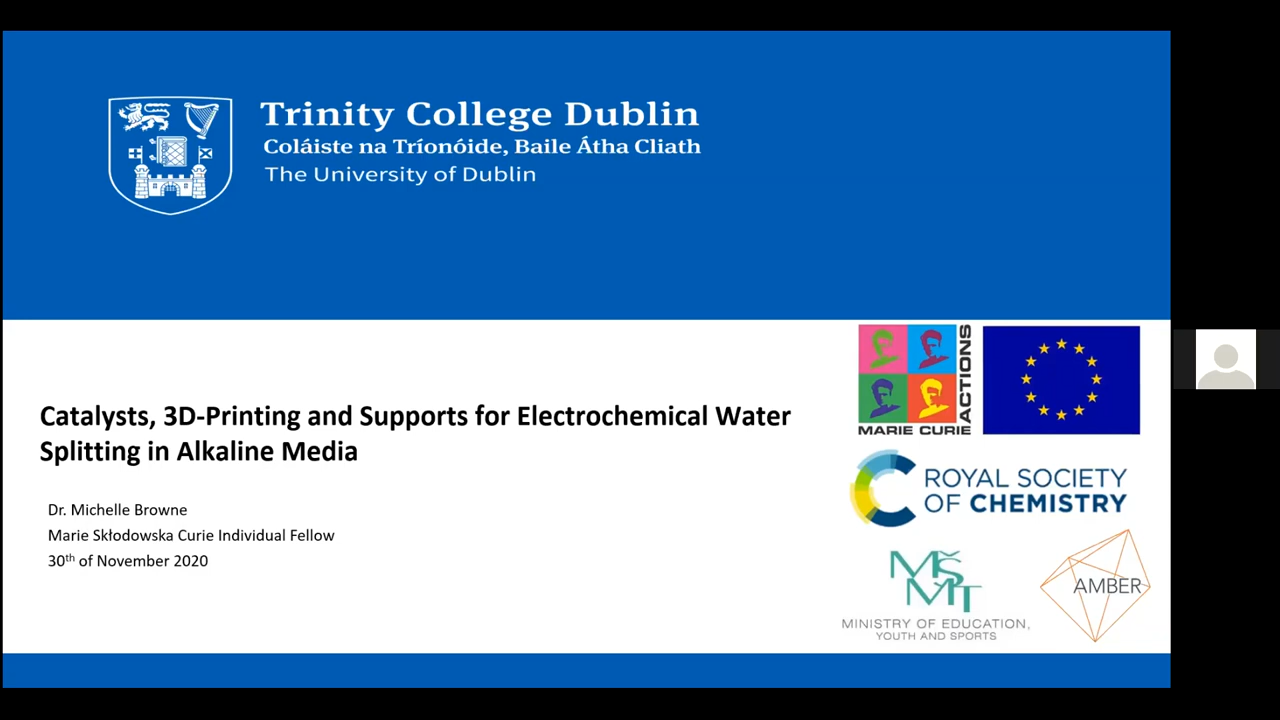 Trinity College Dublin
Coláiste na Tríonóide, Baile Átha Cliath
The University of Dublin
Catalysts, 3D-Printing and Supports for Electrochemical Water
Splitting in Alkaline Media
Dr. Michelle Browne
Marie Skłodowska Curie Individual Fellow
30th of November 2020
MARIE CURIE
ACTIONS
ROYAL SOCIETY
OF CHEMISTRY
MŠMT
MINISTRY OF EDUCATION,
YOUTH AND SPORTS
AMBER